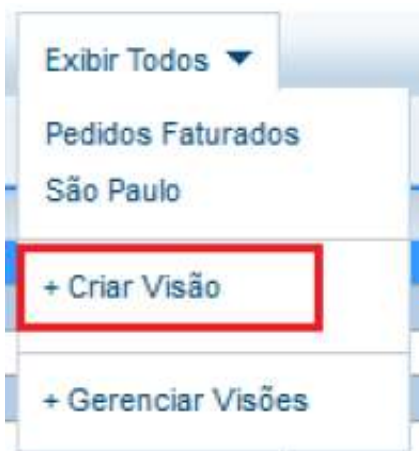 Exibir Todos
Pedidos Faturados
São Paulo
+ Criar Visão
+ Gerenciar Visões